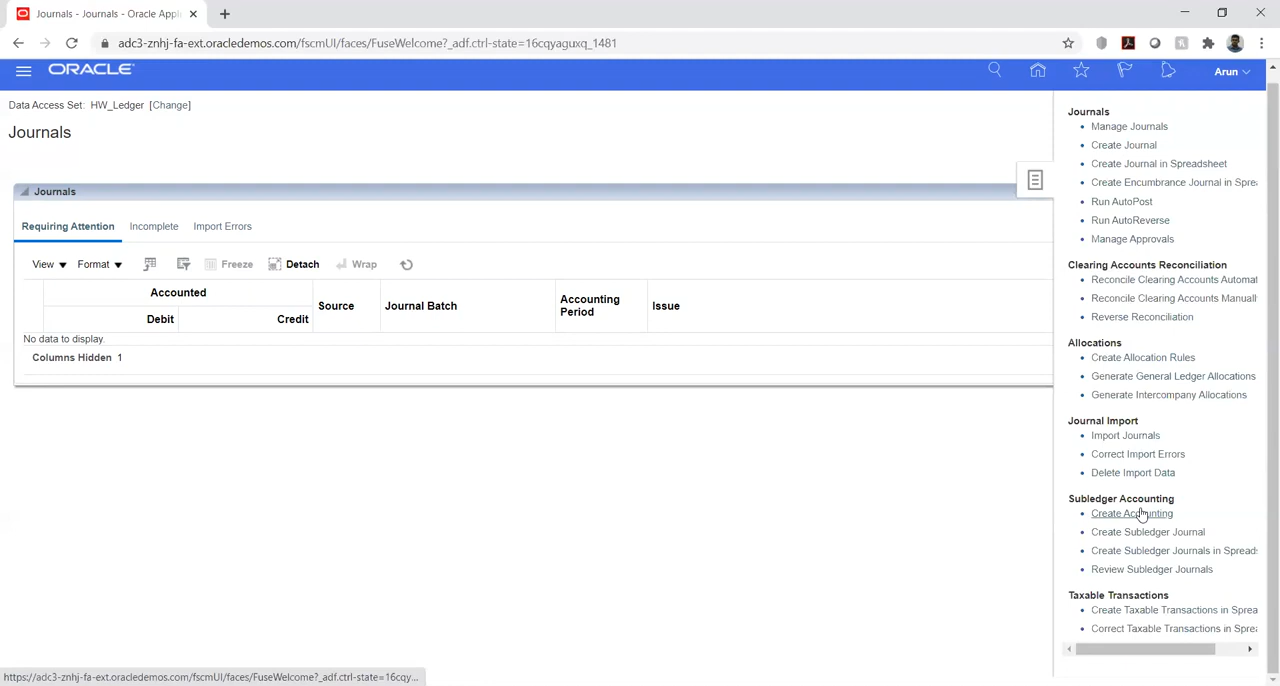 Journals - Journals - Oracle Appli
adc3-znhj-fa-ext.oracledemos.com/fscmUI/faces/FuseWelcome?_adf.ctrl-state=16cqyaguxq_1481
ORACLE
Arun
Data Access Set: HW_Ledger [Change]
Journals
Journals
Requiring Attention Incomplete Import Errors
View Format Freeze Detach Wrap
Accounted
Debit Credit Source Journal Batch Accounting Period Issue
No data to display.
Columns Hidden 1
Journals
Manage Journals
Create Journal
Create Journal in Spreadsheet
Create Encumbrance Journal in Sprea
Run AutoPost
Run AutoReverse
Manage Approvals
Clearing Accounts Reconciliation
Reconcile Clearing Accounts Automat
Reconcile Clearing Accounts Manuall
Reverse Reconciliation
Allocations
Create Allocation Rules
Generate General Ledger Allocations
Generate Intercompany Allocations
Journal Import
Import Journals
Correct Import Errors
Delete Import Data
Subledger Accounting
Create Accounting
Create Subledger Journal
Create Subledger Journals in Spreads
Review Subledger Journals
Taxable Transactions
Create Taxable Transactions in Sprea
Correct Taxable Transactions in Sprea
https://adc3-znhj-fa-ext.oracledemos.com/fscmUI/faces/FuseWelcome?_adf.ctrl-state=16cqy...